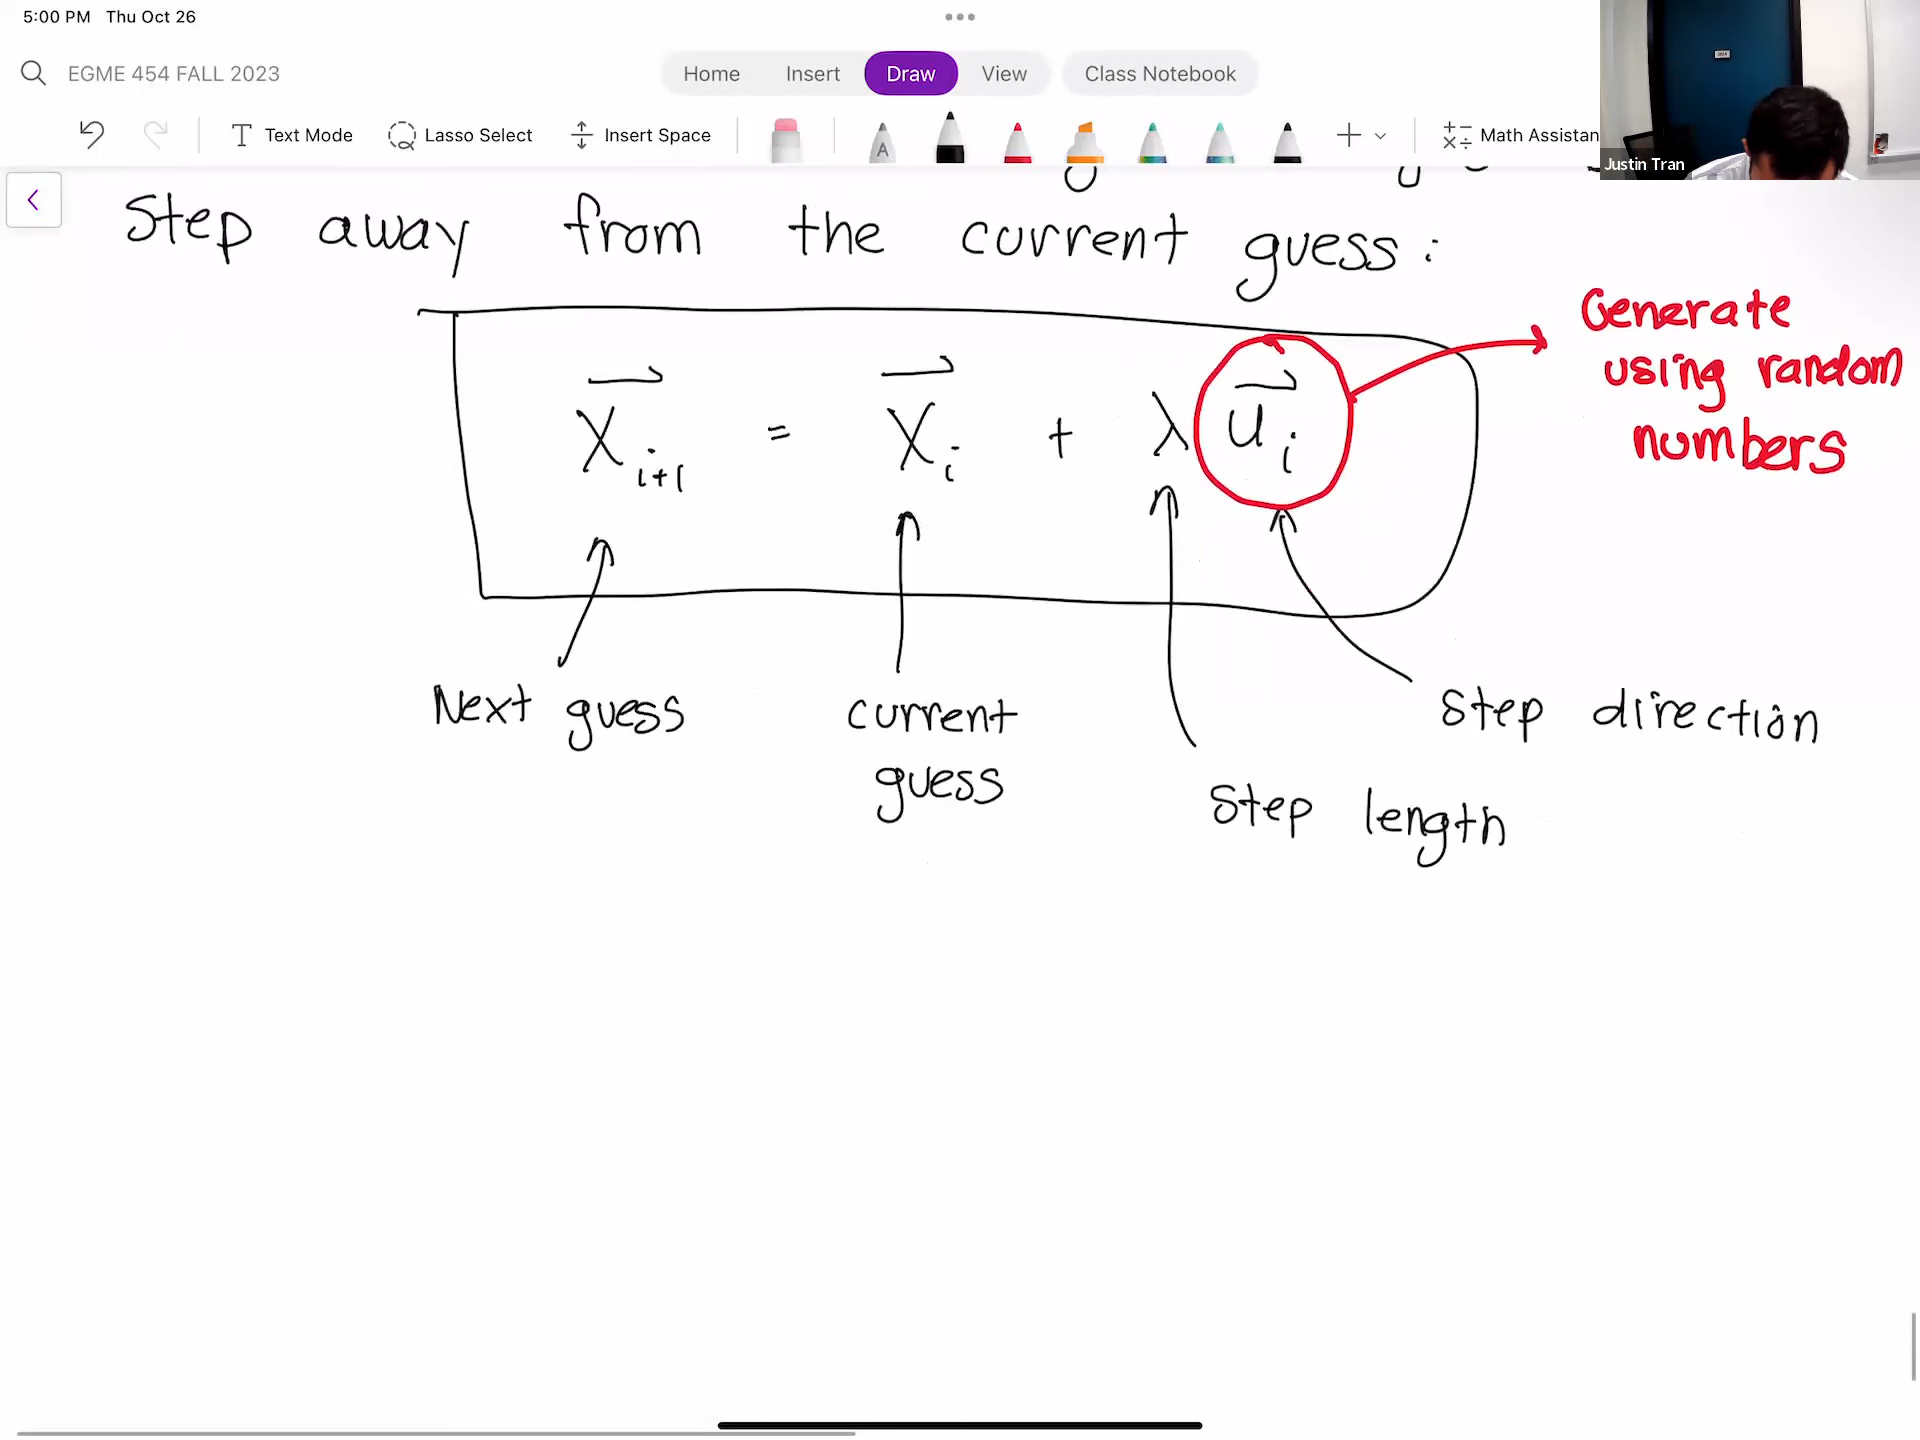 5:00 PM Thu Oct 26
EGME 454 FALL 2023
Home Insert Draw View Class Notebook
Text Mode Lasso Select Insert Space A Math Assistan
Justin Tran
Step away from the current guess:
Generate
using random
numbers
X⃗ᵢ₊₁ = X⃗ᵢ + λ u⃗ᵢ
Next guess
current
guess
Step length
Step direction